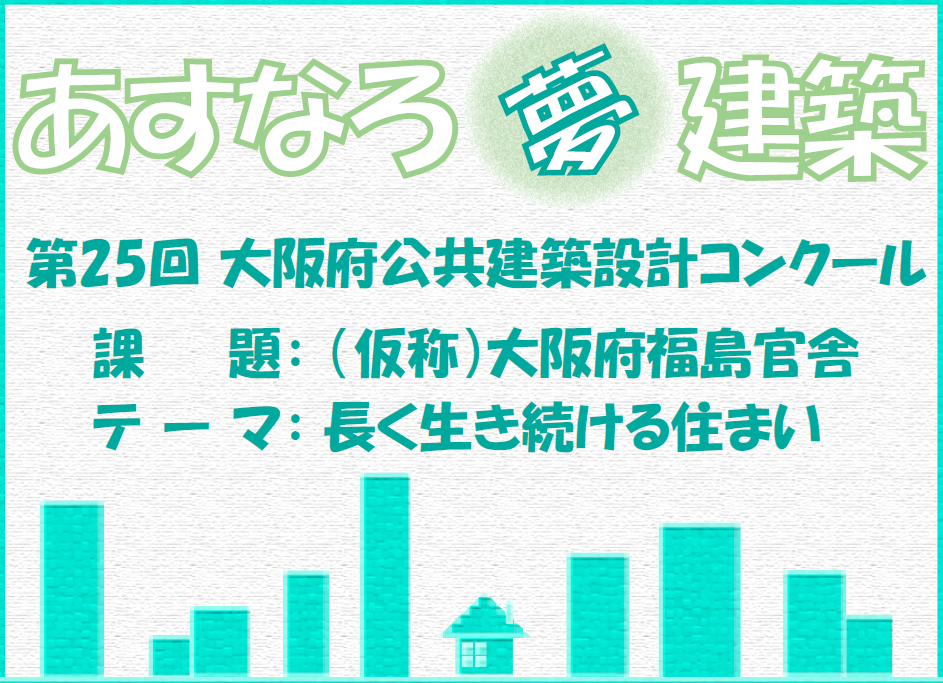 あすなろ夢建築
第25回 大阪府公共建築設計コンクール
課 題：（仮称）大阪府福島官舎
テーマ：長く生き続ける住まい